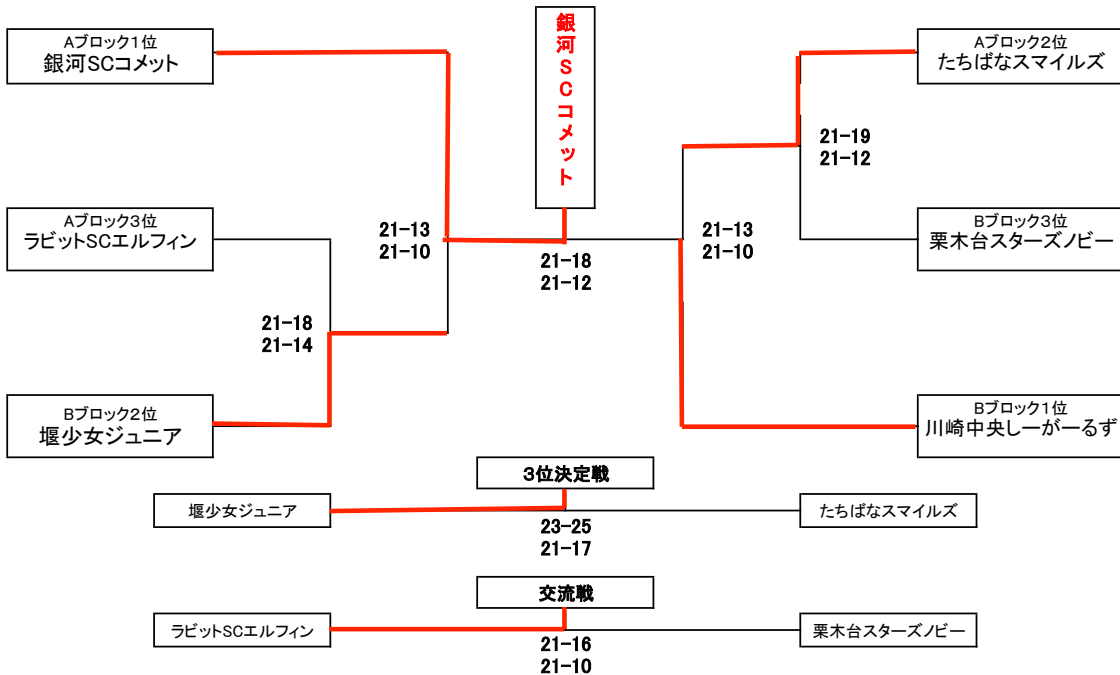 Aブロック1位
銀河SCコメット
銀河SCコメット
Aブロック2位
たちばなスマイルズ
21-19
21-12
Aブロック3位
ラビットSCエルフィン
21-13
21-10
21-18
21-12
21-13
21-10
Bブロック3位
栗木台スターズノビー
21-18
21-14
Bブロック2位
堰少女ジュニア
Bブロック1位
川崎中央しーがーるず
3位決定戦
堰少女ジュニア
たちばなスマイルズ
23-25
21-17
交流戦
ラビットSCエルフィン
栗木台スターズノビー
21-16
21-10